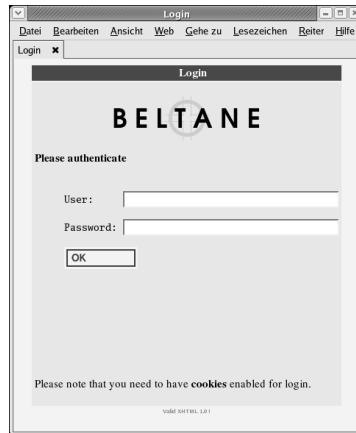 Login
Datei Bearbeiten Ansicht Web Gehe zu Lesezeichen Reiter Hilfe
Login
Login
BELTANE
Please authenticate
User:
Password:
OK
Please note that you need to have cookies enabled for login.
Valid XHTML 1.0 !